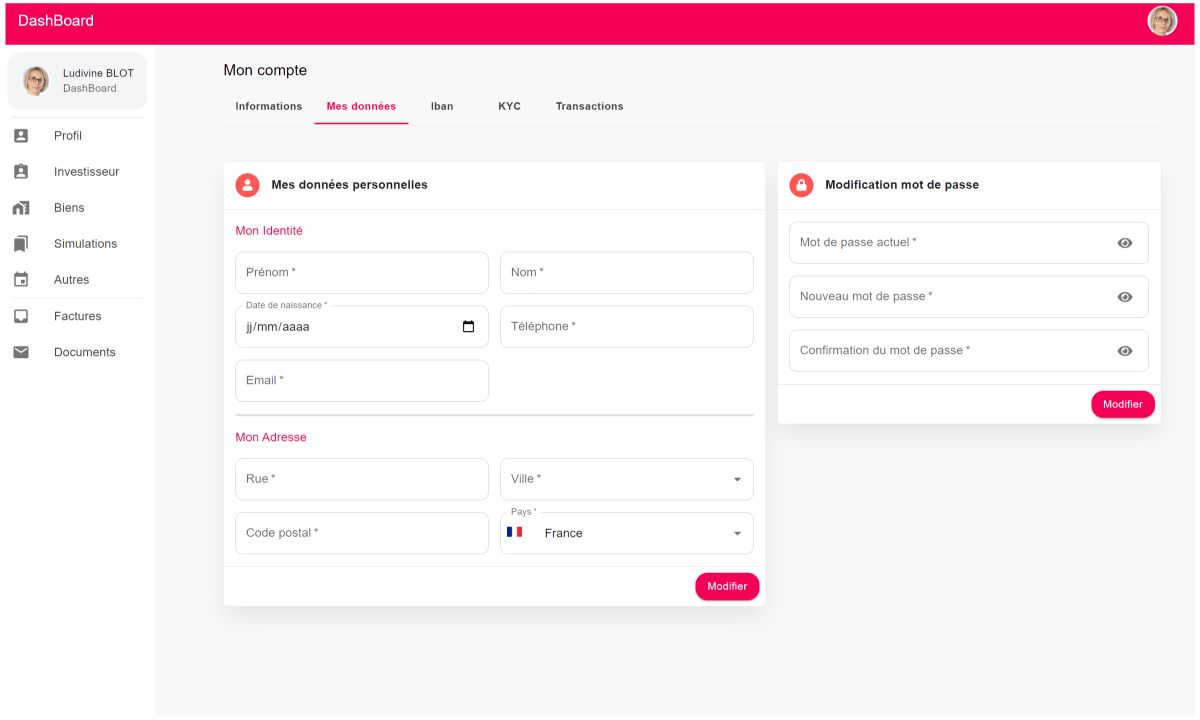 DashBoard
Ludivine BLOT
DashBoard
Profil
Investisseur
Biens
Simulations
Autres
Factures
Documents
Mon compte
Informations
Mes données
Iban
KYC
Transactions
Mes données personnelles
Mon Identité
Prénom *
Nom *
Date de naissance *
jj/mm/aaaa
Téléphone *
Email *
Mon Adresse
Rue *
Ville *
Code postal *
Pays *
France
Modifier
Modification mot de passe
Mot de passe actuel *
Nouveau mot de passe *
Confirmation du mot de passe *
Modifier